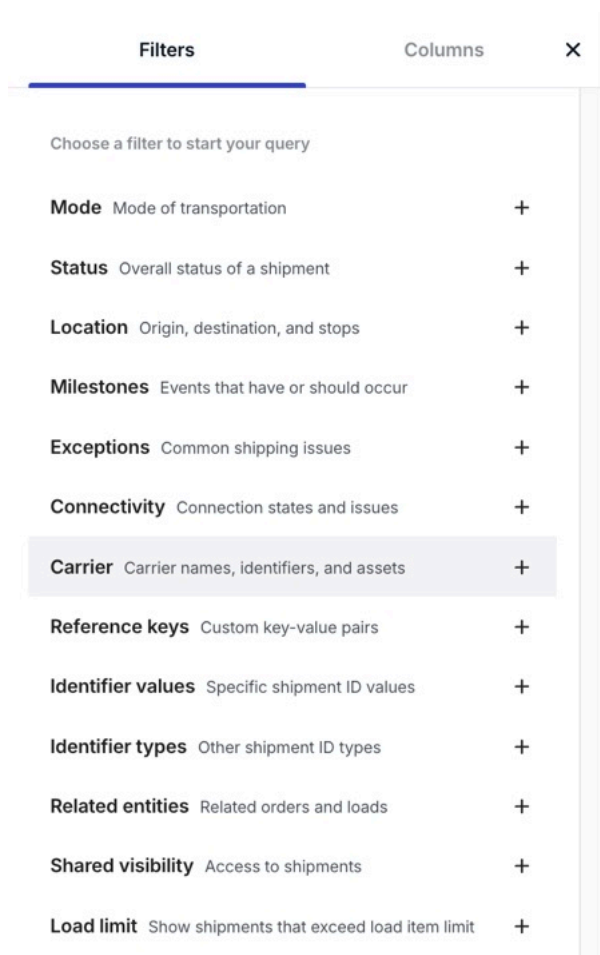 Filters Columns
Choose a filter to start your query
Mode Mode of transportation
Status Overall status of a shipment
Location Origin, destination, and stops
Milestones Events that have or should occur
Exceptions Common shipping issues
Connectivity Connection states and issues
Carrier Carrier names, identifiers, and assets
Reference keys Custom key-value pairs
Identifier values Specific shipment ID values
Identifier types Other shipment ID types
Related entities Related orders and loads
Shared visibility Access to shipments
Load limit Show shipments that exceed load item limit